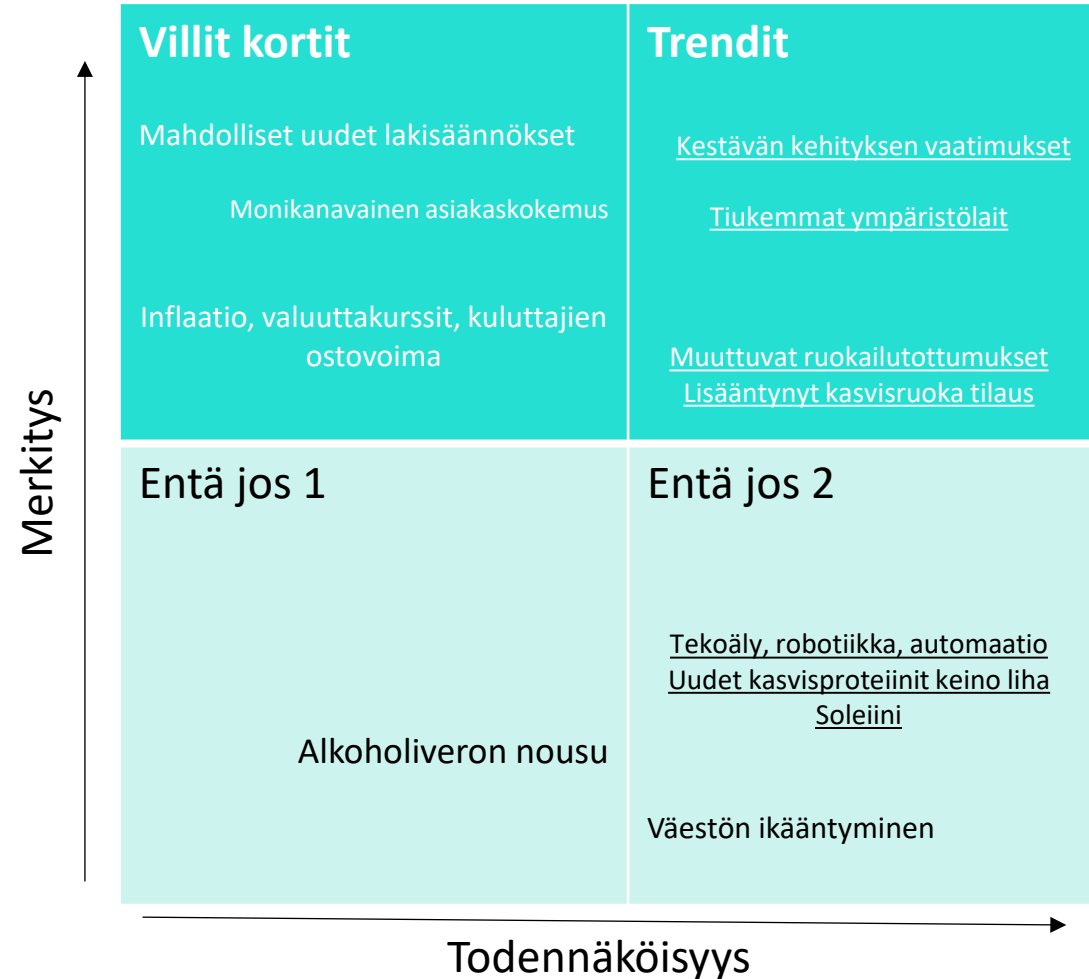 Villit kortit
Mahdolliset uudet lakisäännökset
Monikanavainen asiakaskokemus
Inflaatio, valuuttakurssit, kuluttajien
ostovoima
Trendit
Kestävän kehityksen vaatimukset
Tiukemmat ympäristölait
Muuttuvat ruokailutottumukset
Lisääntynyt kasvisruoka tilaus
Merkitys
Entä jos 1
Alkoholiveron nousu
Entä jos 2
Tekoäly, robotiikka, automaatio
Uudet kasvisproteiinit keino liha
Soleiini
Väestön ikääntyminen
Todennäköisyys